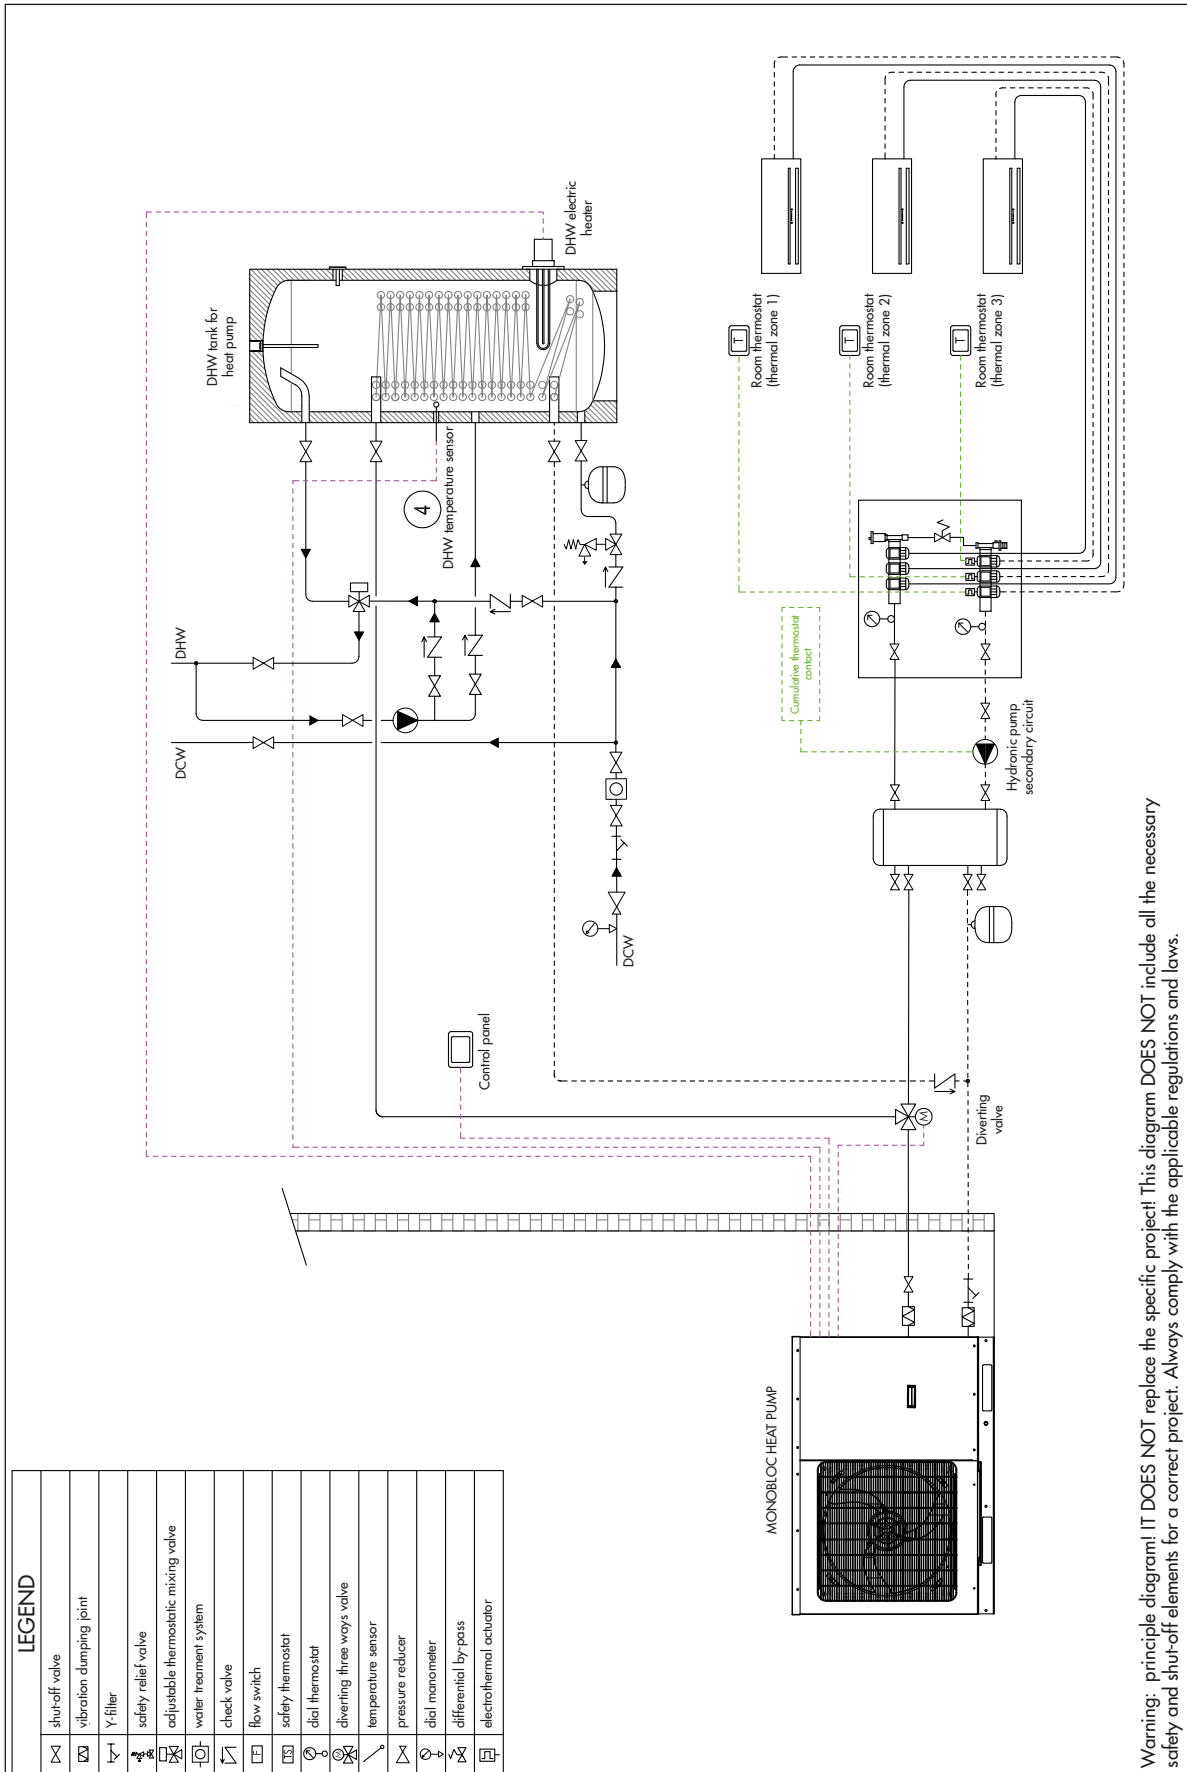 LEGEND
shut-off valve
vibration dumping joint
Y-filter
safety relief valve
adjustable thermostatic mixing valve
water treament system
check valve
F
flow switch
TS
safety thermostat
dial thermostat
M
diverting three ways valve
temperature sensor
pressure reducer
dial manometer
differential by-pass
electrothermal actuator
MONOBLOC HEAT PUMP
Control panel
M
Diverting
valve
DCW
DHW
DCW
DHW tank for
heat pump
4
DHW temperature sensor
DHW electric
heater
Hydronic pump
secondary circuit
Cumulative thermostat
contact
T
Room thermostat
(thermal zone 1)
T
Room thermostat
(thermal zone 2)
T
Room thermostat
(thermal zone 3)
Warning: principle diagram! IT DOES NOT replace the specific project! This diagram DOES NOT include all the necessary
safety and shut-off elements for a correct project. Always comply with the applicable regulations and laws.